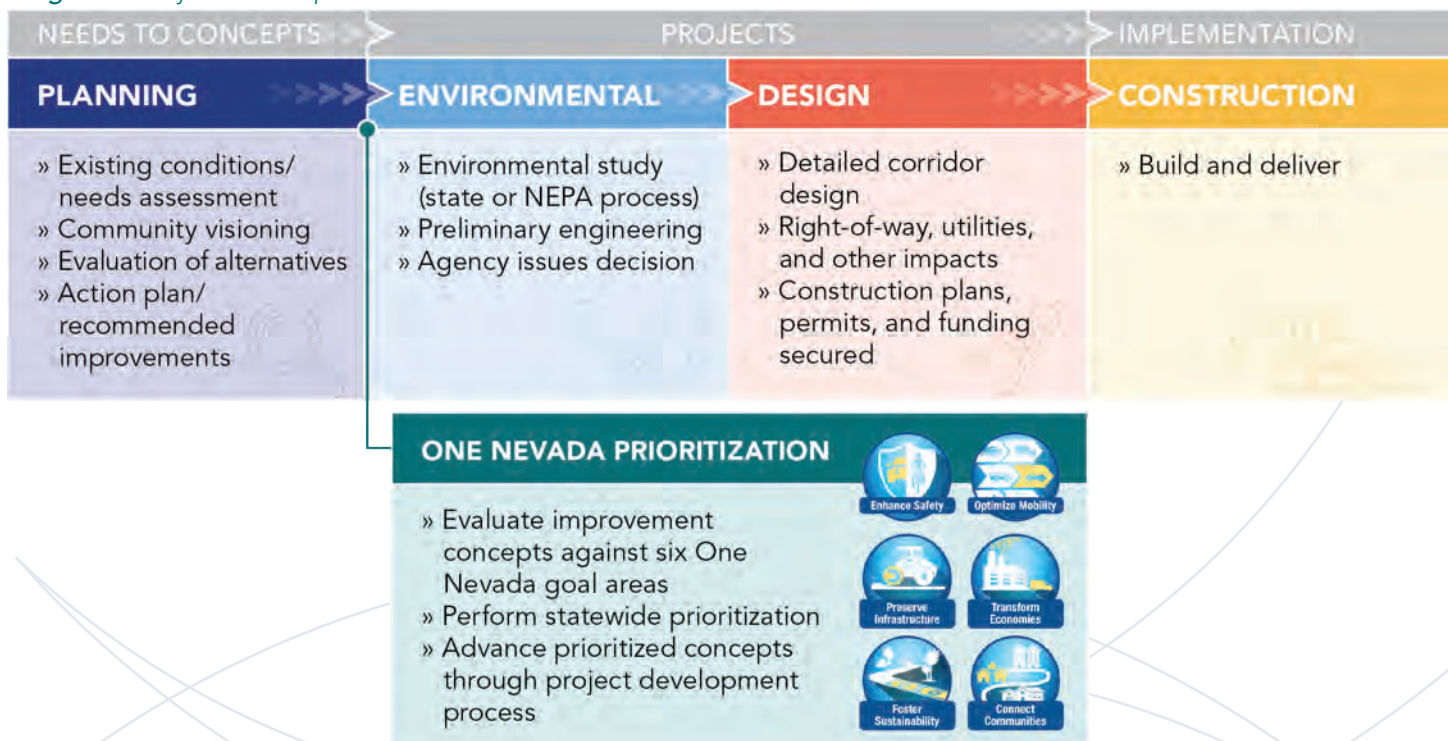 NEEDS TO CONCEPTS
PROJECTS
IMPLEMENTATION
PLANNING
» Existing conditions/
needs assessment
» Community visioning
» Evaluation of alternatives
» Action plan/
recommended
improvements
ENVIRONMENTAL
» Environmental study
(state or NEPA process)
» Preliminary engineering
» Agency issues decision
DESIGN
» Detailed corridor
design
» Right-of-way, utilities,
and other impacts
» Construction plans,
permits, and funding
secured
CONSTRUCTION
» Build and deliver
ONE NEVADA PRIORITIZATION
» Evaluate improvement
concepts against six One
Nevada goal areas
» Perform statewide prioritization
» Advance prioritized concepts
through project development
process
Enhance Safety
Optimize Mobility
Preserve
Infrastructure
Transform
Economies
Foster
Sustainability
Connect
Communities